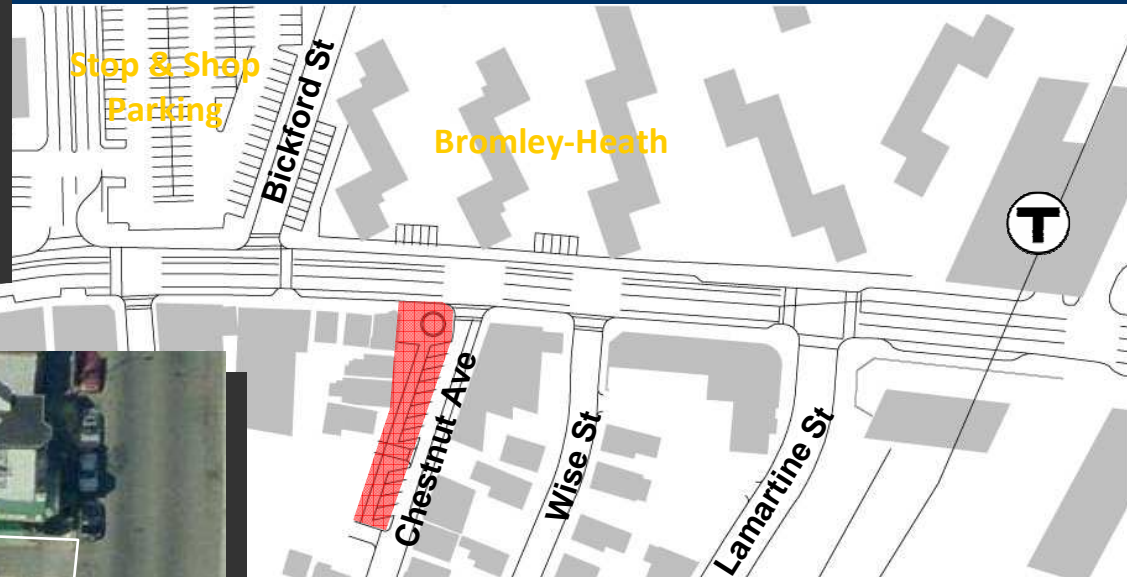 Stop & Shop
Parking
Bickford St
Bromley-Heath
T
Chestnut Ave
Wise St
Lamartine St